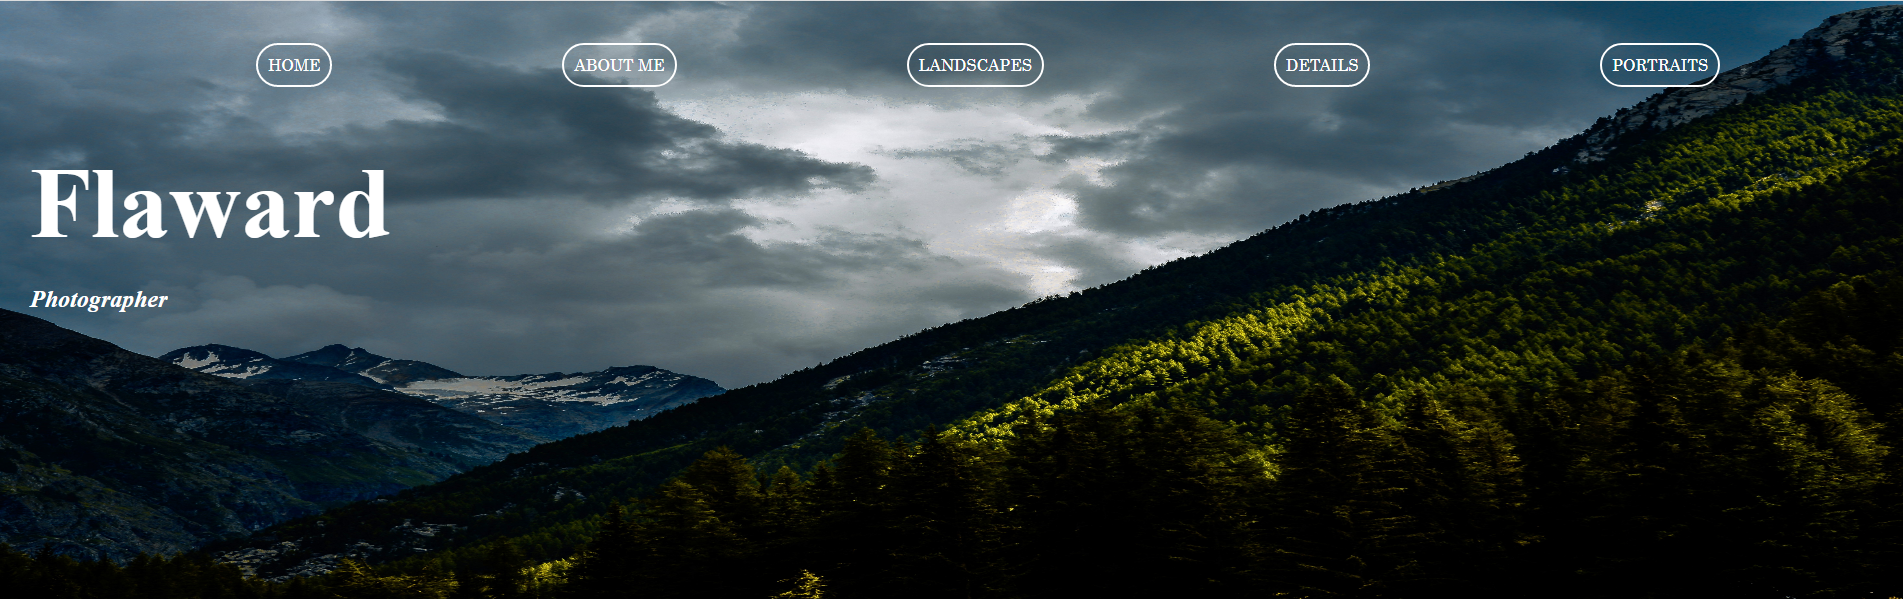 HOME ABOUT ME LANDSCAPES DETAILS PORTRAITS
Flaward
Photographer